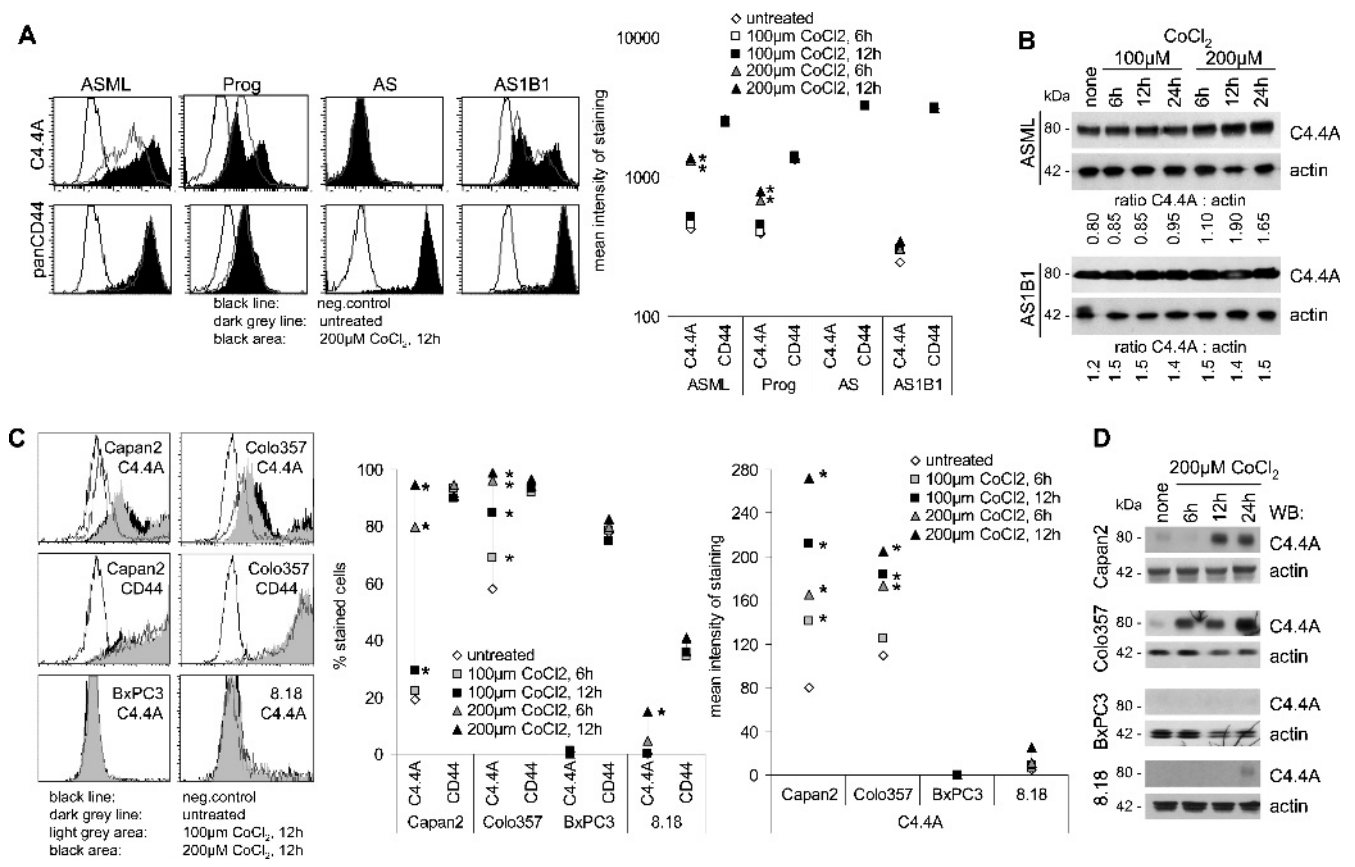 A
ASML
Prog
AS
AS1B1
C4.4A
panCD44
black line: neg.control
dark grey line: untreated
black area: 200µM CoCl2, 12h
untreated
100µm CoCl2, 6h
100µm CoCl2, 12h
200µm CoCl2, 6h
200µm CoCl2, 12h
mean intensity of staining
10000
1000
100
* * * *
C4.4A CD44 C4.4A CD44 C4.4A CD44 C4.4A CD44
ASML Prog AS AS1B1
B
CoCl2
100µM 200µM
none 6h 12h 24h 6h 12h 24h
kDa
ASML
80 - C4.4A
42 - actin
ratio C4.4A : actin
0.80 0.85 0.85 0.95 1.10 1.90 1.65
AS1B1
80 - C4.4A
42 - actin
ratio C4.4A : actin
1.2 1.5 1.5 1.4 1.5 1.4 1.5
C
Capan2
C4.4A
Colo357
C4.4A
Capan2
CD44
Colo357
CD44
BxPC3
C4.4A
8.18
C4.4A
black line: neg.control
dark grey line: untreated
light grey area: 100µm CoCl2, 12h
black area: 200µM CoCl2, 12h
% stained cells
100
80
60
40
20
0
* * * * * * * *
untreated
100µm CoCl2, 6h
100µm CoCl2, 12h
200µm CoCl2, 6h
200µm CoCl2, 12h
C4.4A CD44 C4.4A CD44 C4.4A CD44 C4.4A CD44
Capan2 Colo357 BxPC3 8.18
mean intensity of staining
280
240
200
160
120
80
40
0
* * * * * * *
untreated
100µm CoCl2, 6h
100µm CoCl2, 12h
200µm CoCl2, 6h
200µm CoCl2, 12h
Capan2 Colo357 BxPC3 8.18
C4.4A
D
200µM CoCl2
kDa none 6h 12h 24h WB:
Capan2
80 - C4.4A
42 - actin
Colo357
80 - C4.4A
42 - actin
BxPC3
80 - C4.4A
42 - actin
8.18
80 - C4.4A
42 - actin